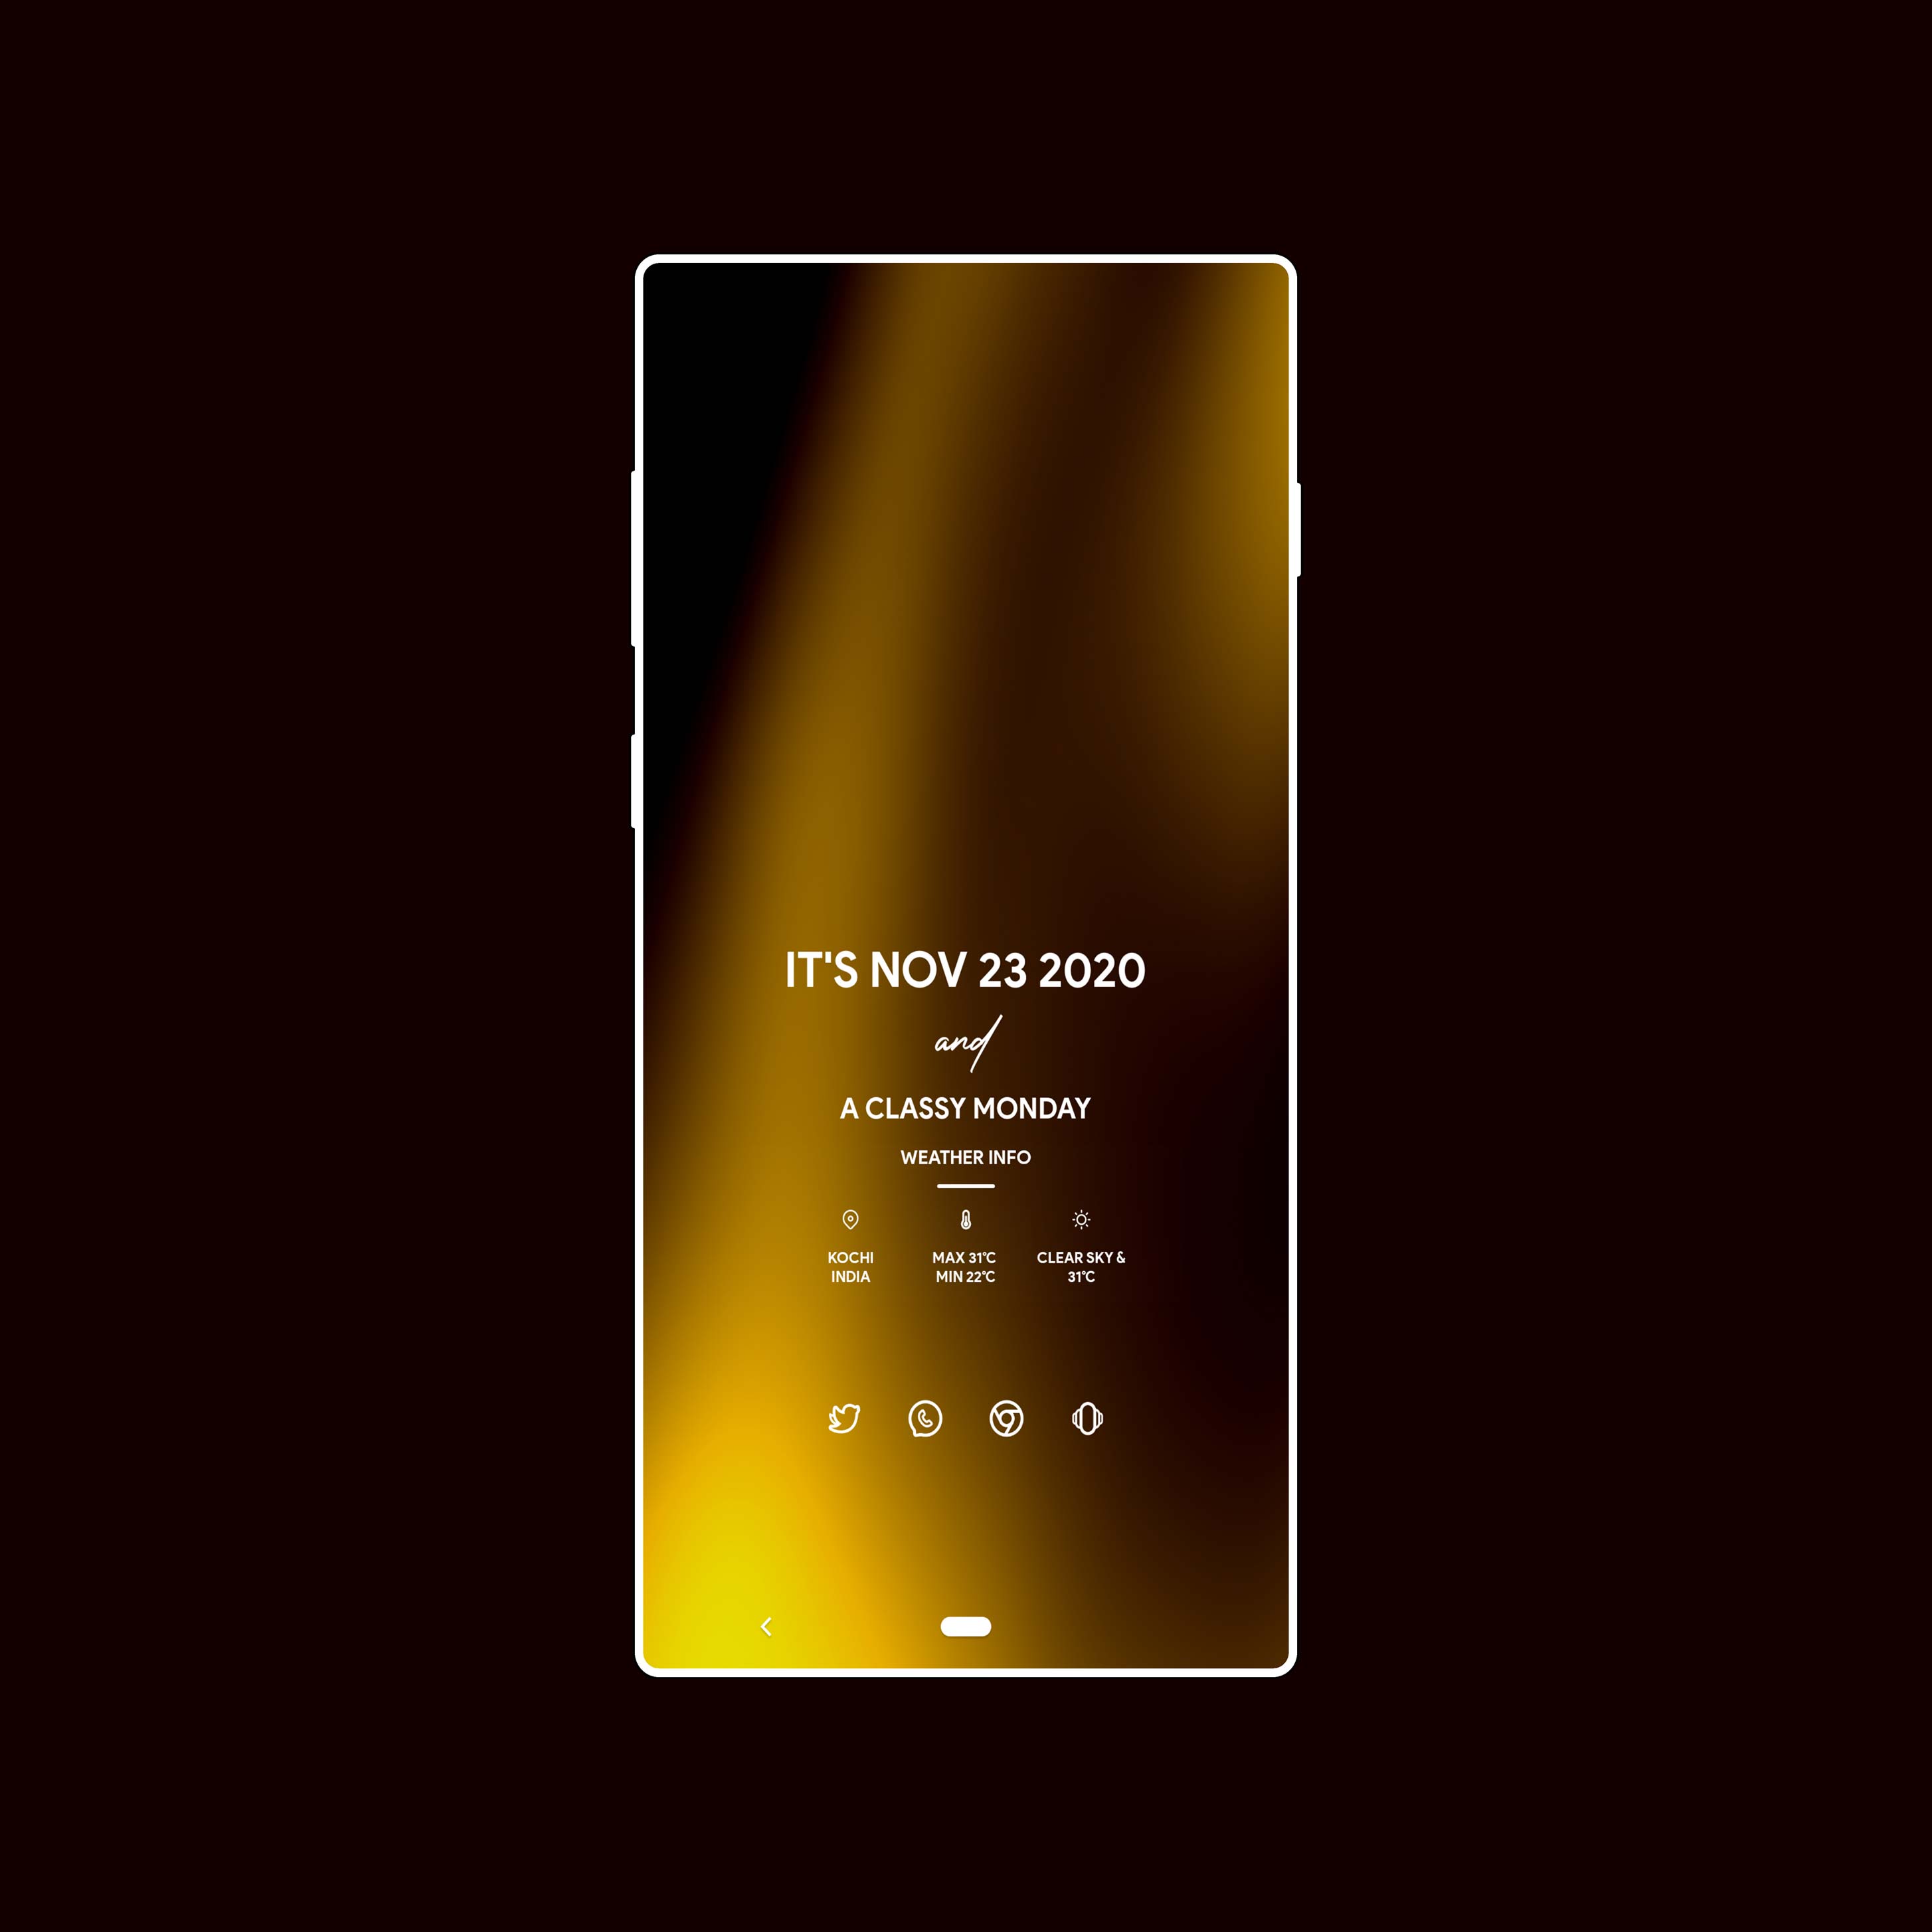 IT'S NOV 23 2020
and
A CLASSY MONDAY
WEATHER INFO
KOCHI
INDIA
MAX 31°C
MIN 22°C
CLEAR SKY &
31°C